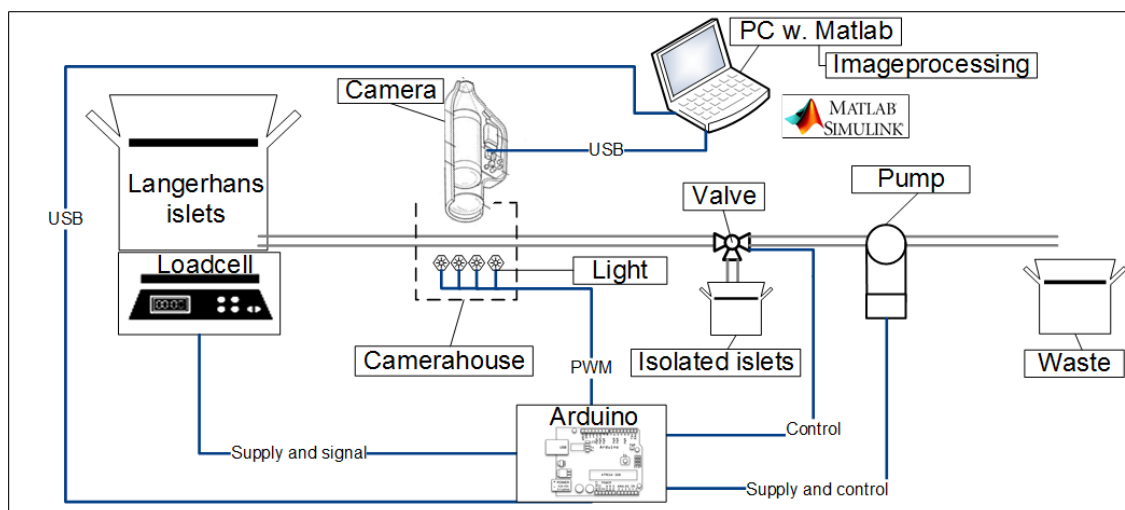 PC w. Matlab
Imageprocessing
Camera
MATLAB
SIMULINK
USB
Langerhans
islets
USB
Valve
Pump
Loadcell
Light
Camerahouse
PWM
Isolated islets
Waste
Arduino
Control
Supply and signal
Supply and control